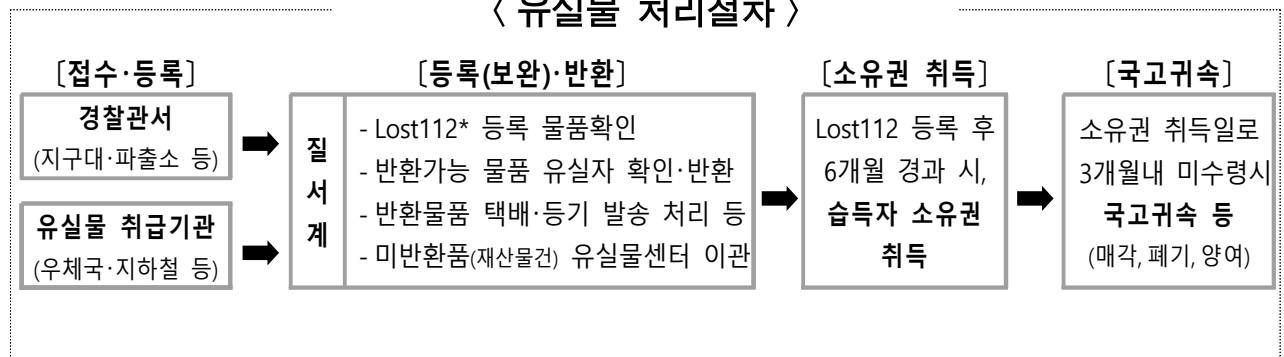 〈 유실물 처리절차 〉
[접수·등록]
경찰관서
(지구대·파출소 등)
유실물 취급기관
(우체국·지하철 등)
[등록(보완)·반환]
질서계
- Lost112* 등록 물품확인
- 반환가능 물품 유실자 확인·반환
- 반환물품 택배·등기 발송 처리 등
- 미반환품(재산물건) 유실물센터 이관
[소유권 취득]
Lost112 등록 후
6개월 경과 시,
습득자 소유권
취득
[국고귀속]
소유권 취득일로
3개월내 미수령시
국고귀속 등
(매각, 폐기, 양여)